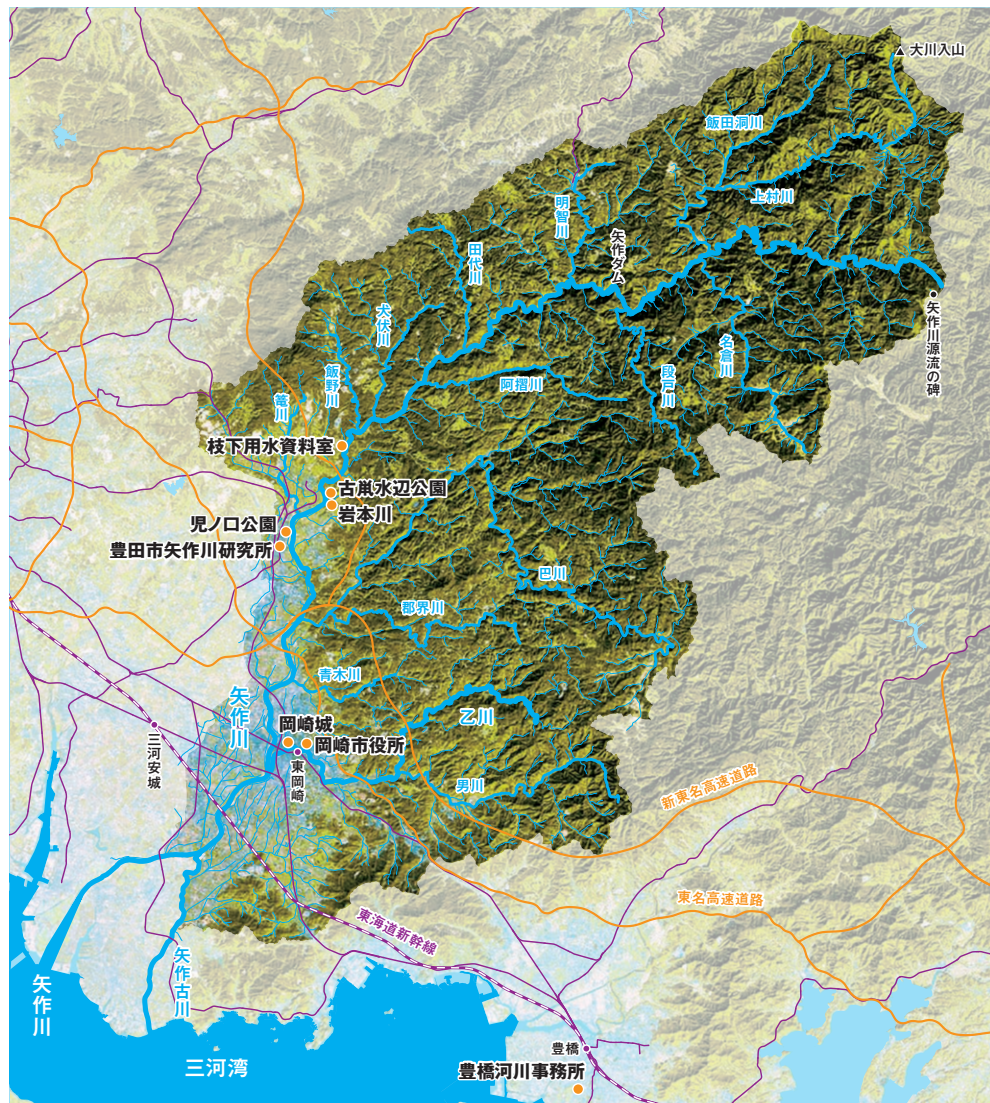 ▲ 大川入山
飯田洞川
上村川
明智川
矢作ダム
田代川
矢作川源流の碑
犬伏川
名倉川
飯野川
段戸川
阿摺川
篭川
枝下用水資料室
古鼡水辺公園
岩本川
児ノ口公園
豊田市矢作川研究所
巴川
郡界川
青木川
矢作川
乙川
岡崎城
岡崎市役所
三河安城
東岡崎
男川
新東名高速道路
東名高速道路
東海道新幹線
矢作古川
矢作川
三河湾
豊橋
豊橋河川事務所